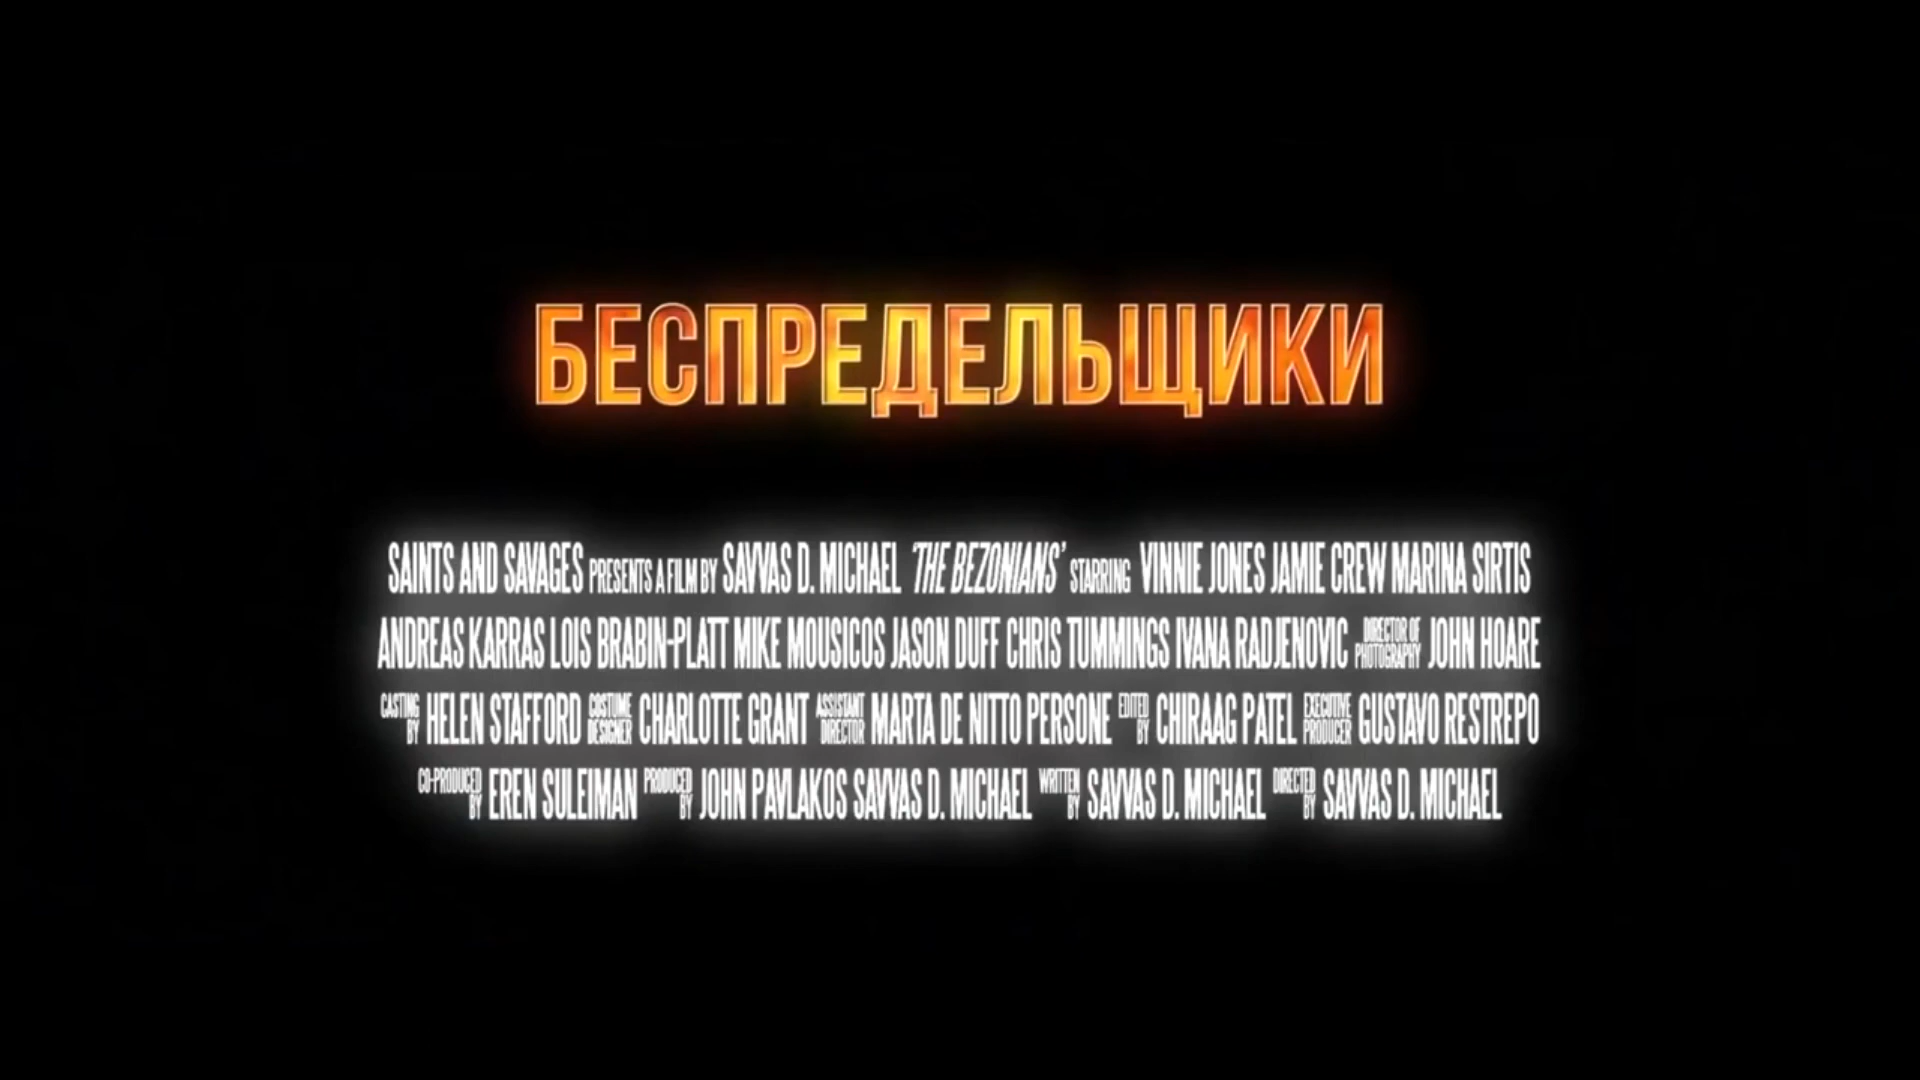 БЕСПРЕДЕЛЬЩИКИ
SAINTS AND SAVAGES PRESENTS A FILM BY SAVVAS D. MICHAEL 'THE BEZONIANS' STARRING VINNIE JONES JAMIE CREW MARINA SIRTIS
ANDREAS KARRAS LOIS BRABIN-PLATT MIKE MOUSICOS JASON DUFF CHRIS TUMMINGS IVANA RADJENOVIC DIRECTOR OF PHOTOGRAPHY JOHN HOARE
CASTING BY HELEN STAFFORD COSTUME DESIGNER CHARLOTTE GRANT ASSISTANT DIRECTOR MARTA DE NITTO PERSONE EDITED BY CHIRAAG PATEL EXECUTIVE PRODUCER GUSTAVO RESTREPO
CO-PRODUCED BY EREN SULEIMAN PRODUCED BY JOHN PAVLAKOS SAVVAS D. MICHAEL WRITTEN BY SAVVAS D. MICHAEL DIRECTED BY SAVVAS D. MICHAEL